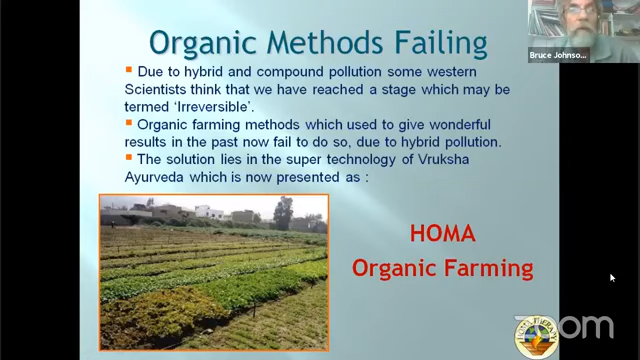 Organic Methods Failing
Due to hybrid and compound pollution some western
Scientists think that we have reached a stage which may be
termed ‘Irreversible’.
Organic farming methods which used to give wonderful
results in the past now fail to do so, due to hybrid pollution.
The solution lies in the super technology of Vruksha
Ayurveda which is now presented as :
HOMA
Organic Farming
Bruce Johnso...
zoom